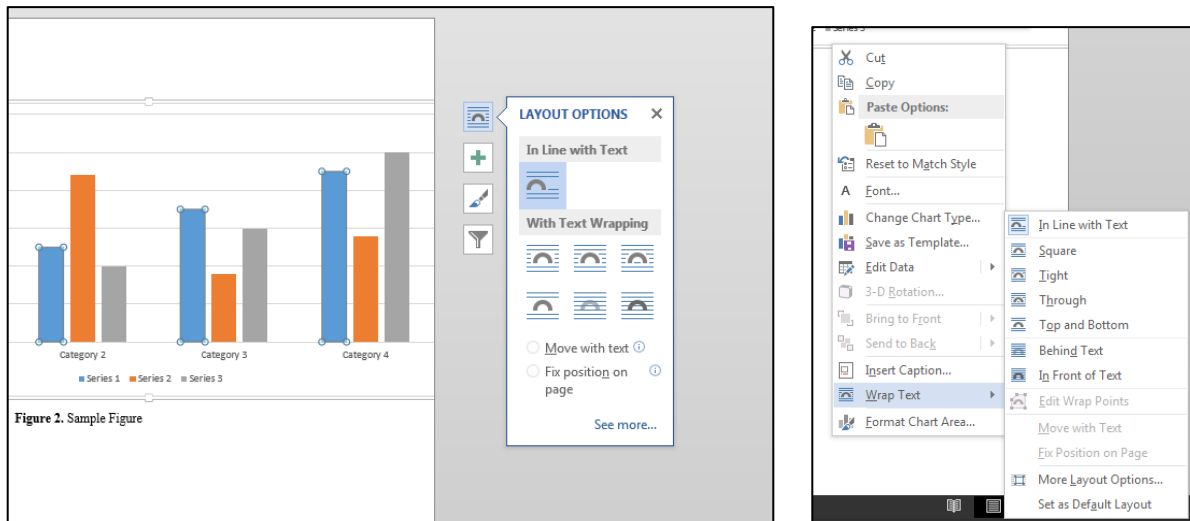 Category 2
Category 3
Category 4
Series 1 Series 2 Series 3
Figure 2. Sample Figure
LAYOUT OPTIONS
In Line with Text
With Text Wrapping
Move with text
Fix position on
page
See more...
Series 3
Cut
Copy
Paste Options:
Reset to Match Style
A Font...
Change Chart Type...
Save as Template...
Edit Data
3-D Rotation...
Bring to Front
Send to Back
Insert Caption...
Wrap Text
Format Chart Area...
In Line with Text
Square
Tight
Through
Top and Bottom
Behind Text
In Front of Text
Edit Wrap Points
Move with Text
Fix Position on Page
More Layout Options...
Set as Default Layout